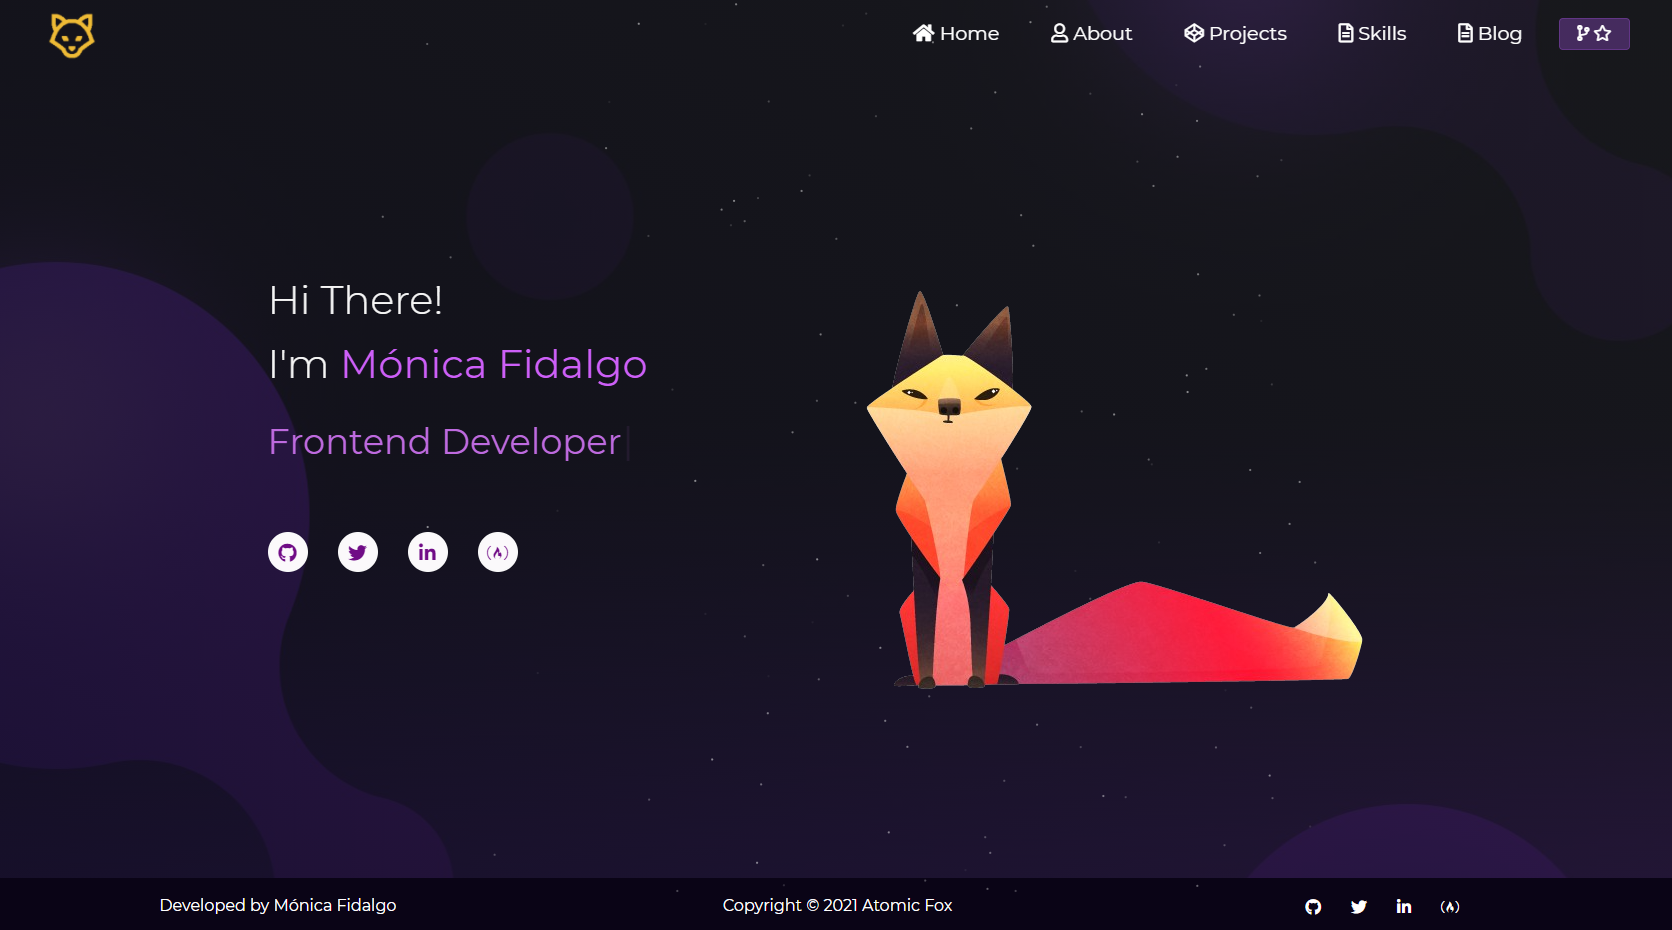 Home About Projects Skills Blog
Hi There!
I'm Mónica Fidalgo
Frontend Developer
Developed by Mónica Fidalgo
Copyright © 2021 Atomic Fox